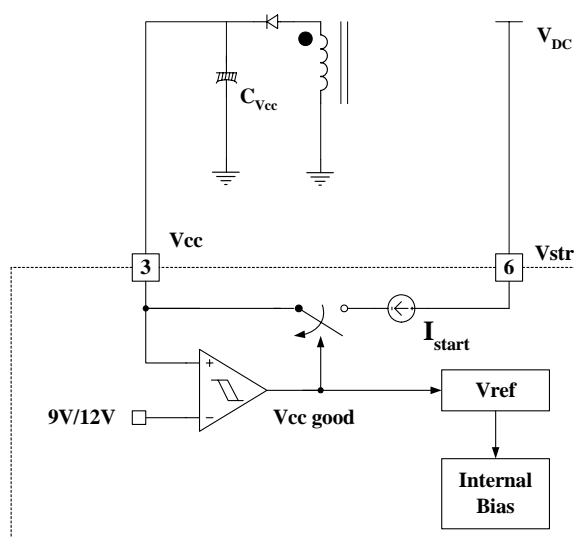 V_DC
C_Vcc
Vcc
Vstr
3
6
I_start
+
9V/12V
−
Vcc good
Vref
Internal
Bias